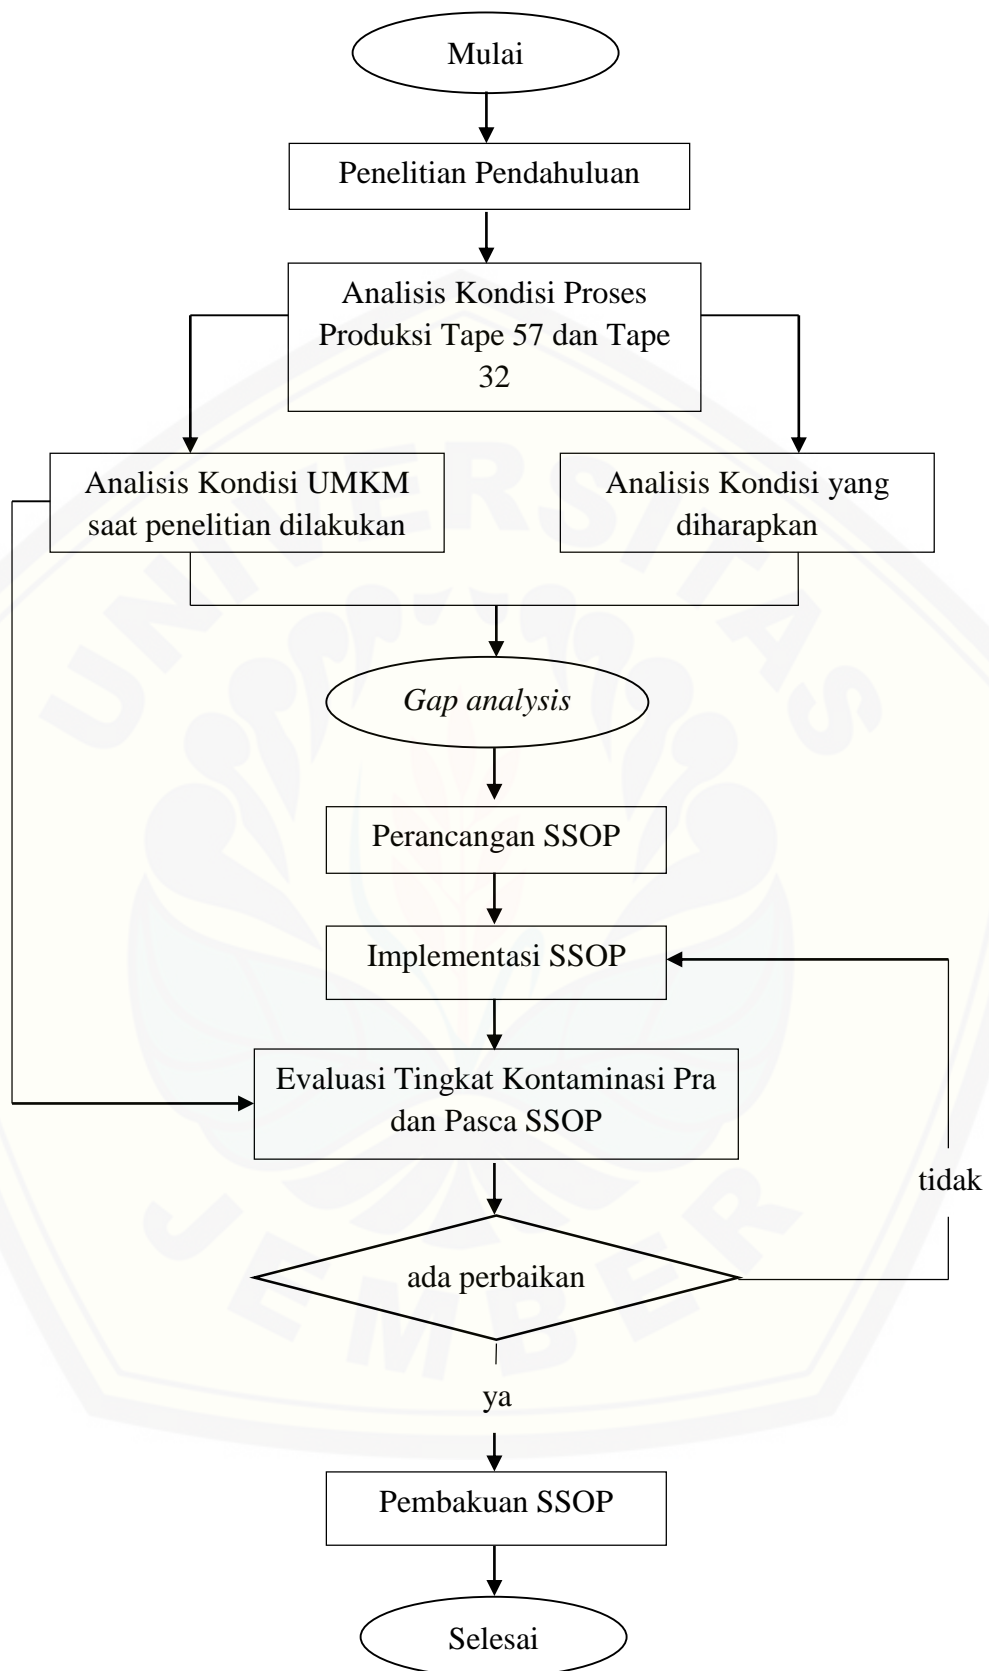 Mulai
Penelitian Pendahuluan
Analisis Kondisi Proses
Produksi Tape 57 dan Tape
32
Analisis Kondisi UMKM
saat penelitian dilakukan
Analisis Kondisi yang
diharapkan
Gap analysis
Perancangan SSOP
Implementasi SSOP
Evaluasi Tingkat Kontaminasi Pra
dan Pasca SSOP
tidak
ada perbaikan
ya
Pembakuan SSOP
Selesai
UNIVERSITAS
JEMBER